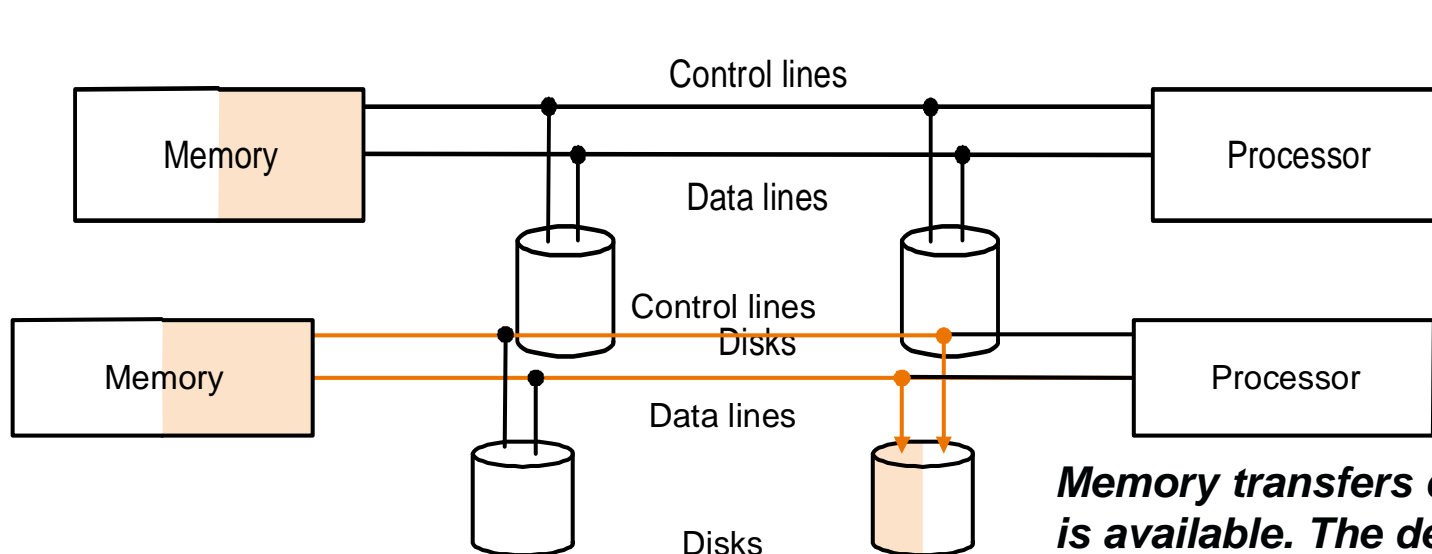 Control lines
Memory
Processor
Data lines
Control lines
Disks
Memory
Processor
Data lines
Memory transfers
is available. The de
Disks